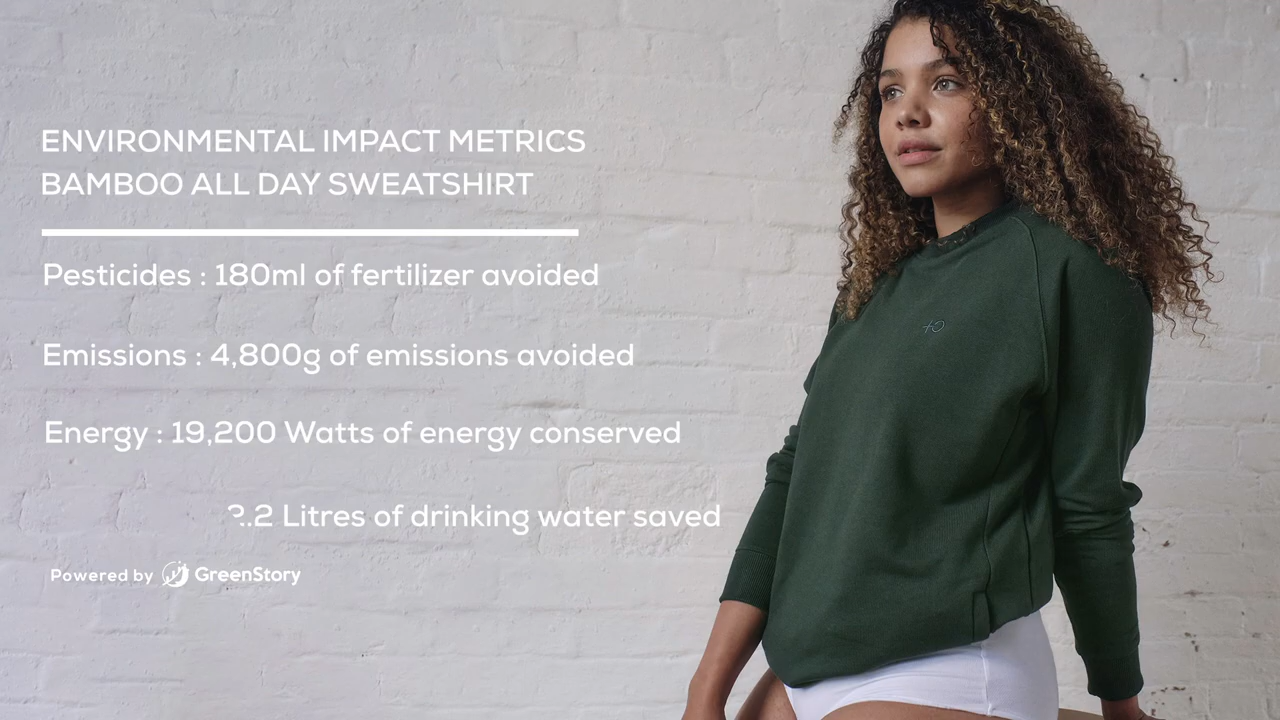 ENVIRONMENTAL IMPACT METRICS
BAMBOO ALL DAY SWEATSHIRT
Pesticides : 180ml of fertilizer avoided
Emissions : 4,800g of emissions avoided
Energy : 19,200 Watts of energy conserved
Litres of drinking water saved
Powered by GreenStory